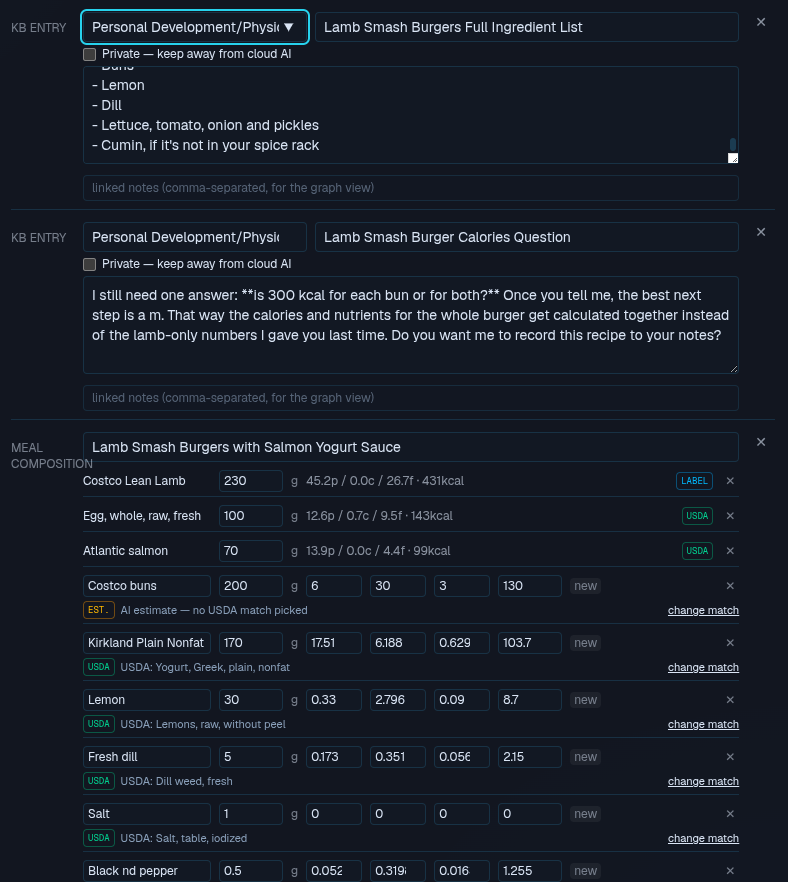 KB ENTRY Personal Development/Physic ▼ Lamb Smash Burgers Full Ingredient List ✕
Private — keep away from cloud AI
- Buns
- Lemon
- Dill
- Lettuce, tomato, onion and pickles
- Cumin, if it's not in your spice rack
linked notes (comma-separated, for the graph view)
KB ENTRY Personal Development/Physic Lamb Smash Burger Calories Question ✕
Private — keep away from cloud AI
I still need one answer: **is 300 kcal for each bun or for both?** Once you tell me, the best next
step is a m. That way the calories and nutrients for the whole burger get calculated together instead
of the lamb-only numbers I gave you last time. Do you want me to record this recipe to your notes?
linked notes (comma-separated, for the graph view)
MEAL COMPOSITION Lamb Smash Burgers with Salmon Yogurt Sauce ✕
Costco Lean Lamb 230 g 45.2p / 0.0c / 26.7f · 431kcal LABEL ✕
Egg, whole, raw, fresh 100 g 12.6p / 0.7c / 9.5f · 143kcal USDA ✕
Atlantic salmon 70 g 13.9p / 0.0c / 4.4f · 99kcal USDA ✕
Costco buns 200 g 6 30 3 130 new ✕
EST. AI estimate — no USDA match picked change match
Kirkland Plain Nonfat 170 g 17.51 6.188 0.629 103.7 new ✕
USDA USDA: Yogurt, Greek, plain, nonfat change match
Lemon 30 g 0.33 2.796 0.09 8.7 new ✕
USDA USDA: Lemons, raw, without peel change match
Fresh dill 5 g 0.173 0.351 0.056 2.15 new ✕
USDA USDA: Dill weed, fresh change match
Salt 1 g 0 0 0 0 new ✕
USDA USDA: Salt, table, iodized change match
Black nd pepper 0.5 g 0.052 0.319 0.016 1.255 new ✕